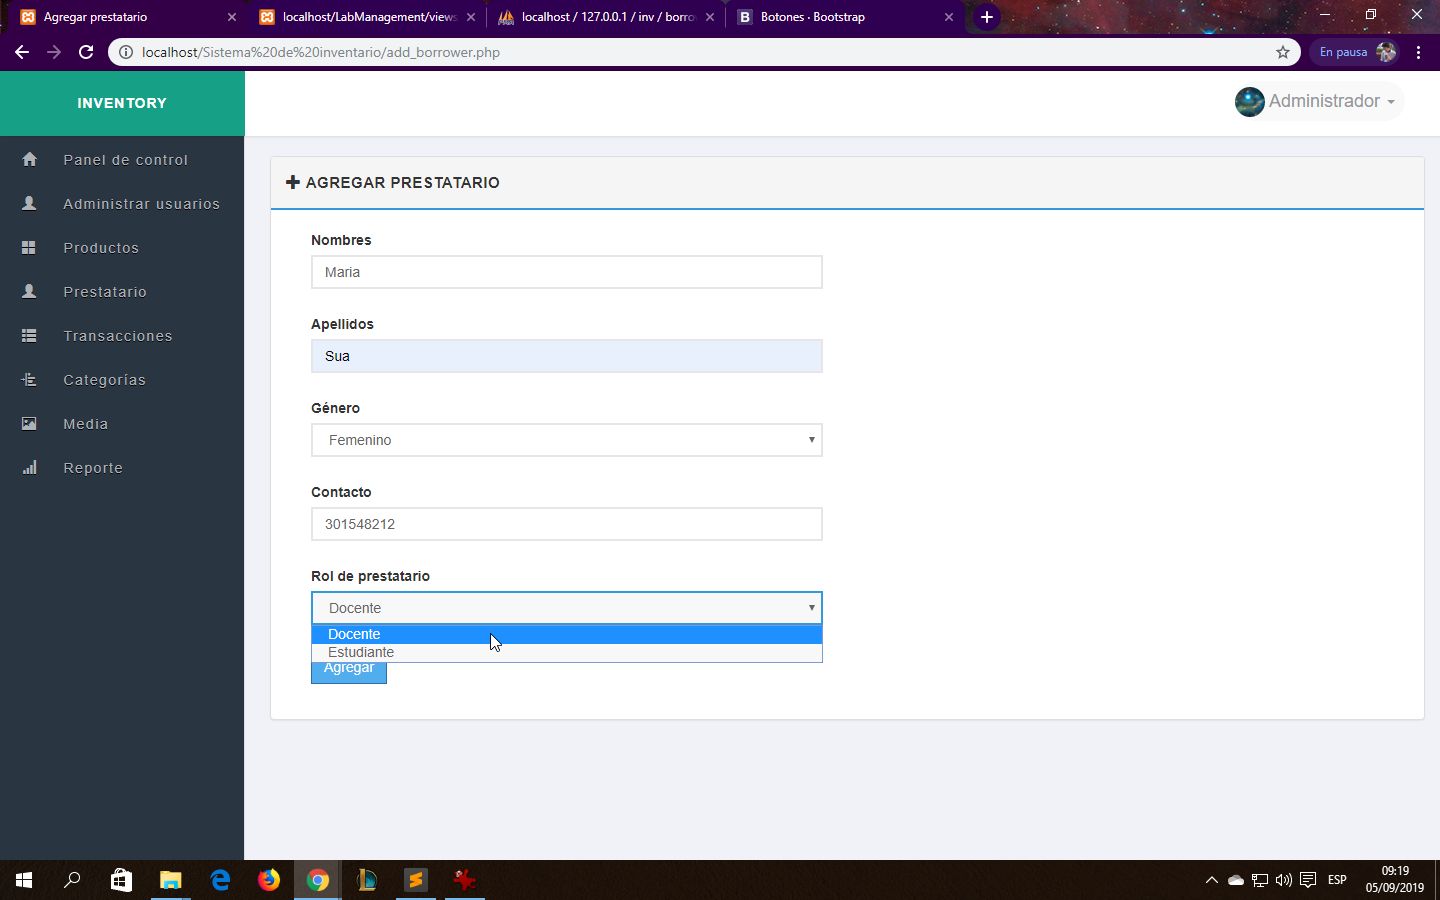 Agregar prestatario
localhost/LabManagement/views
localhost / 127.0.0.1 / inv / borro
Botones · Bootstrap
localhost/Sistema%20de%20inventario/add_borrower.php
En pausa
INVENTORY
Administrador
Panel de control
Administrar usuarios
Productos
Prestatario
Transacciones
Categorías
Media
Reporte
AGREGAR PRESTATARIO
Nombres
Maria
Apellidos
Sua
Género
Femenino
Contacto
301548212
Rol de prestatario
Docente
Docente
Estudiante
Agregar
ESP
09:19
05/09/2019